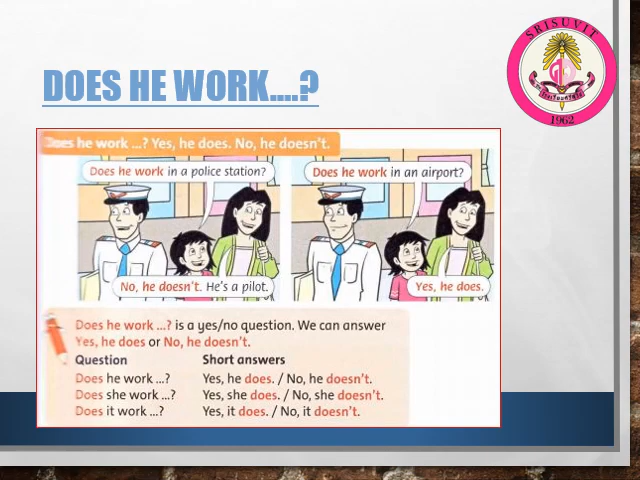 DOES HE WORK....?
SRISUVIT
1962
Does he work ...? Yes, he does. No, he doesn't.
Does he work in a police station?
No, he doesn't. He's a pilot.
Does he work in an airport?
Yes, he does.
Does he work ...? is a yes/no question. We can answer
Yes, he does or No, he doesn't.
Question Short answers
Does he work ...? Yes, he does. / No, he doesn't.
Does she work ...? Yes, she does. / No, she doesn't.
Does it work ...? Yes, it does. / No, it doesn't.